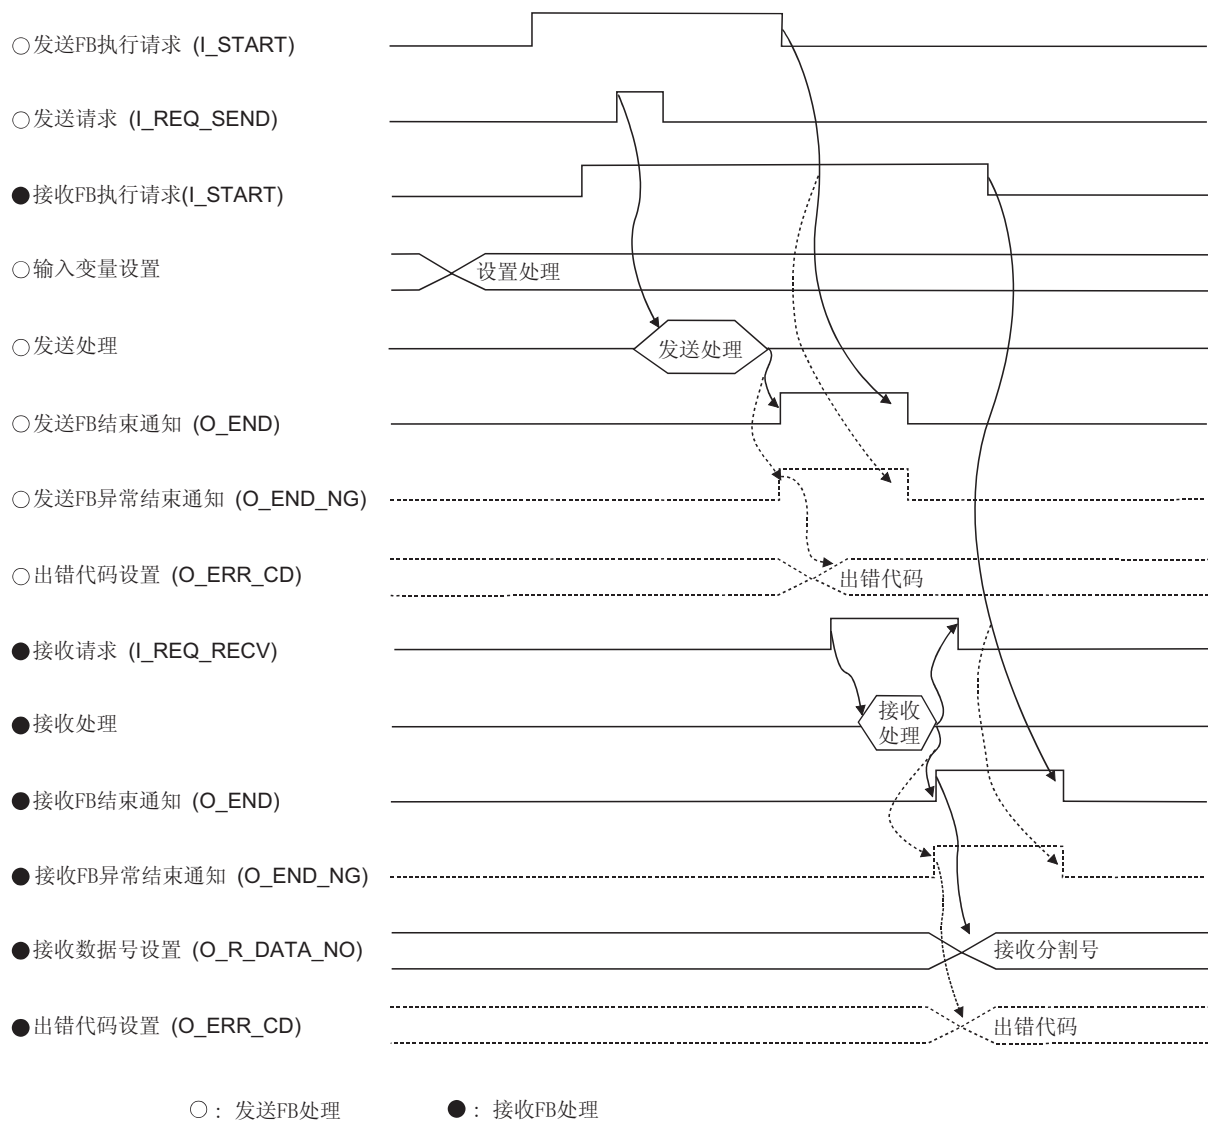 ○发送FB执行请求 (I_START)
○发送请求 (I_REQ_SEND)
●接收FB执行请求(I_START)
○输入变量设置
设置处理
○发送处理
发送处理
○发送FB结束通知 (O_END)
○发送FB异常结束通知 (O_END_NG)
○出错代码设置 (O_ERR_CD)
出错代码
●接收请求 (I_REQ_RECV)
●接收处理
接收
处理
●接收FB结束通知 (O_END)
●接收FB异常结束通知 (O_END_NG)
●接收数据号设置 (O_R_DATA_NO)
接收分割号
●出错代码设置 (O_ERR_CD)
出错代码
○：发送FB处理 ●：接收FB处理